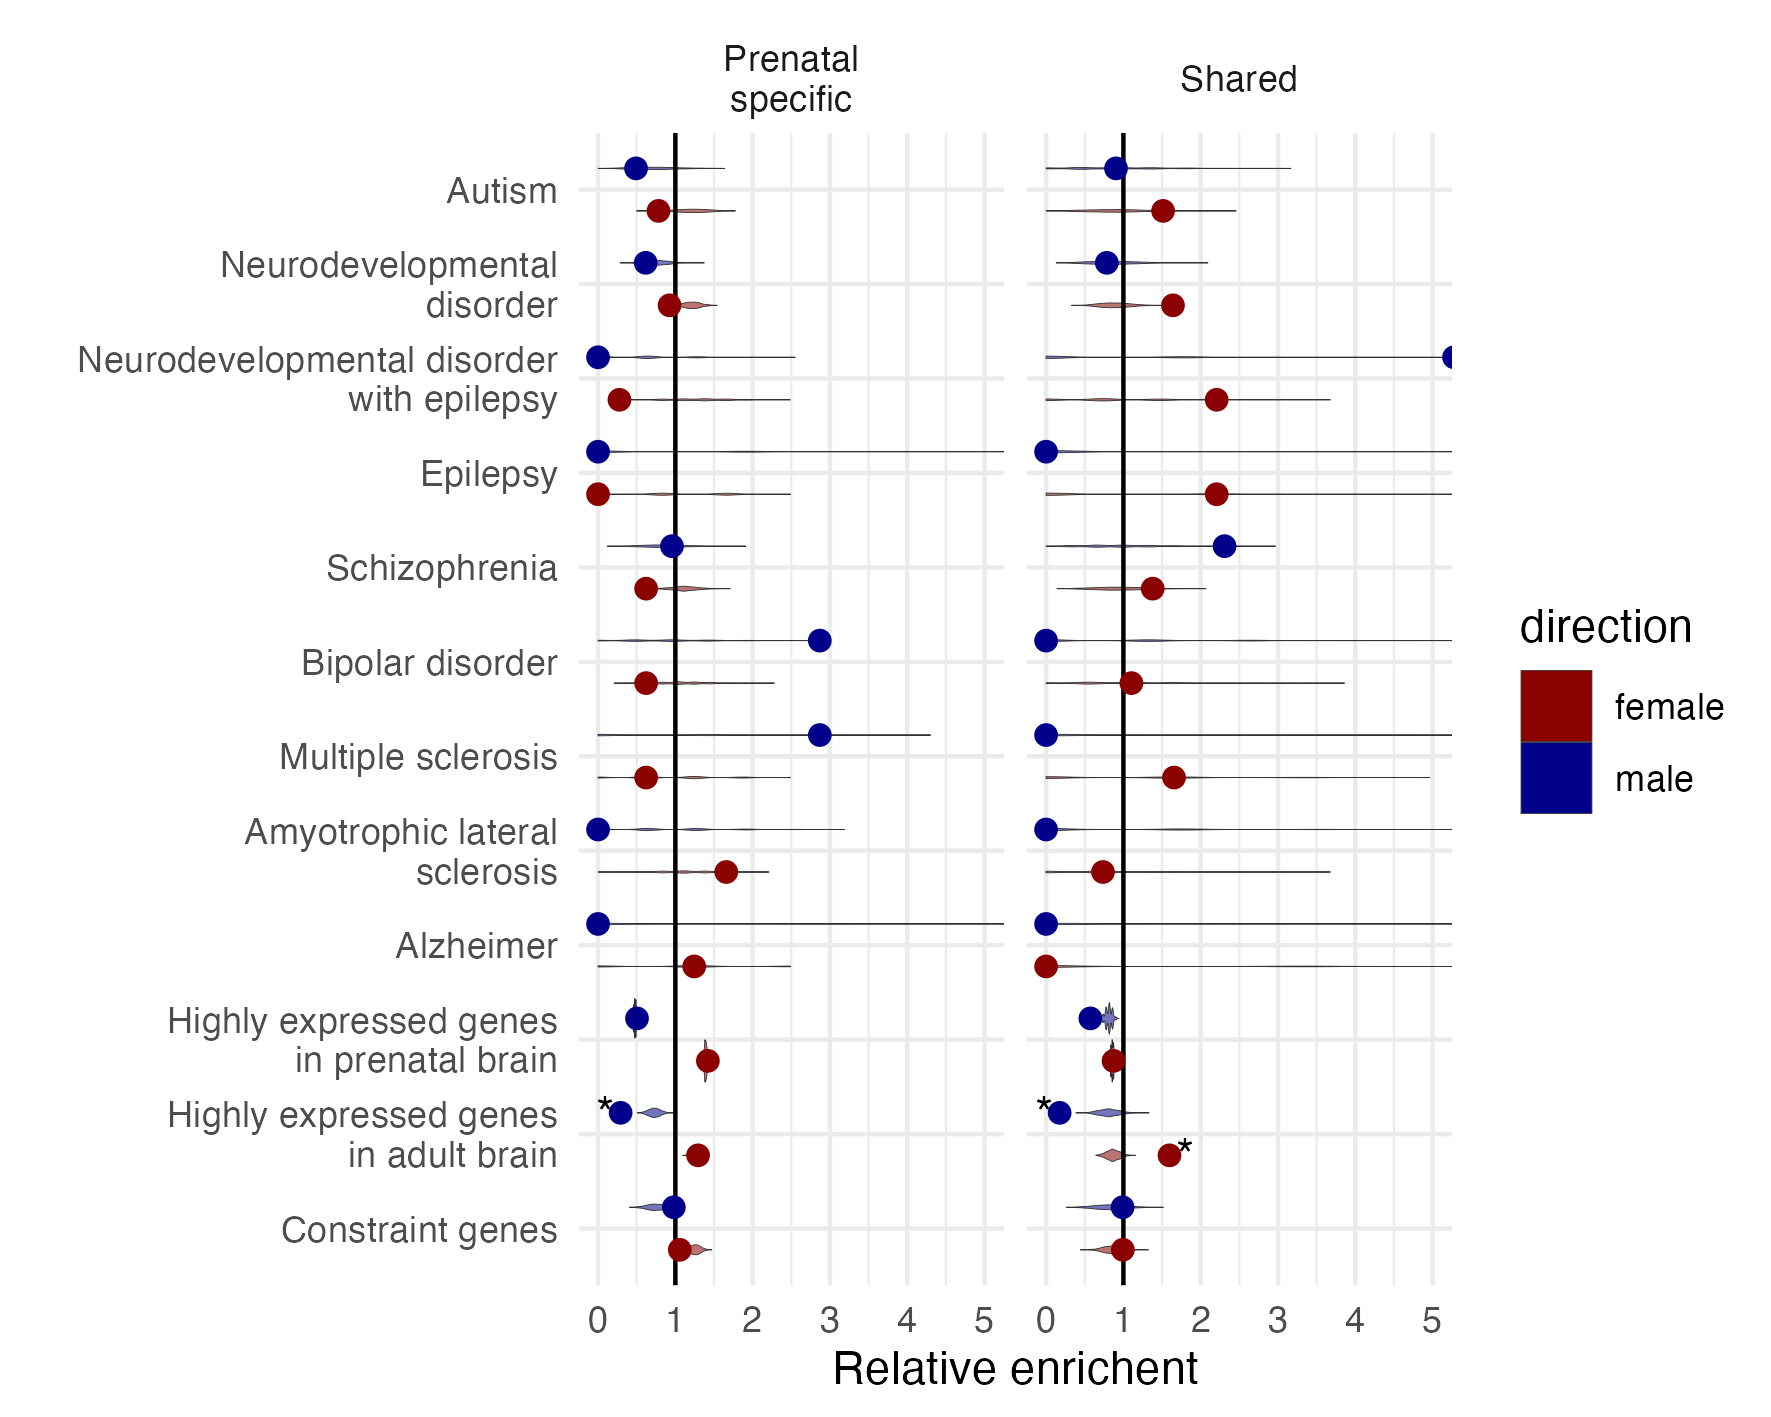 Prenatal
specific
Shared
Autism
Neurodevelopmental
disorder
Neurodevelopmental disorder
with epilepsy
Epilepsy
Schizophrenia
Bipolar disorder
Multiple sclerosis
Amyotrophic lateral
sclerosis
Alzheimer
Highly expressed genes
in prenatal brain
*
*
Highly expressed genes
in adult brain
*
Constraint genes
0 1 2 3 4 5
0 1 2 3 4 5
Relative enrichent
direction
female
male